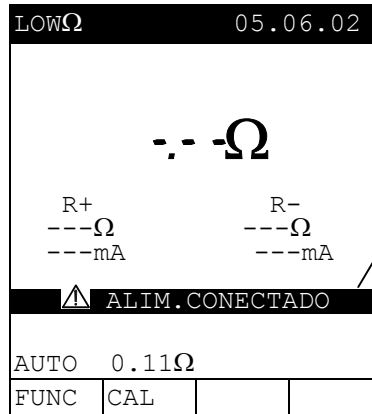 LOWΩ 05.06.02
-.- -Ω
R+ R-
---Ω ---Ω
---mA ---mA
⚠ ALIM.CONECTADO
AUTO 0.11Ω
FUNC CAL